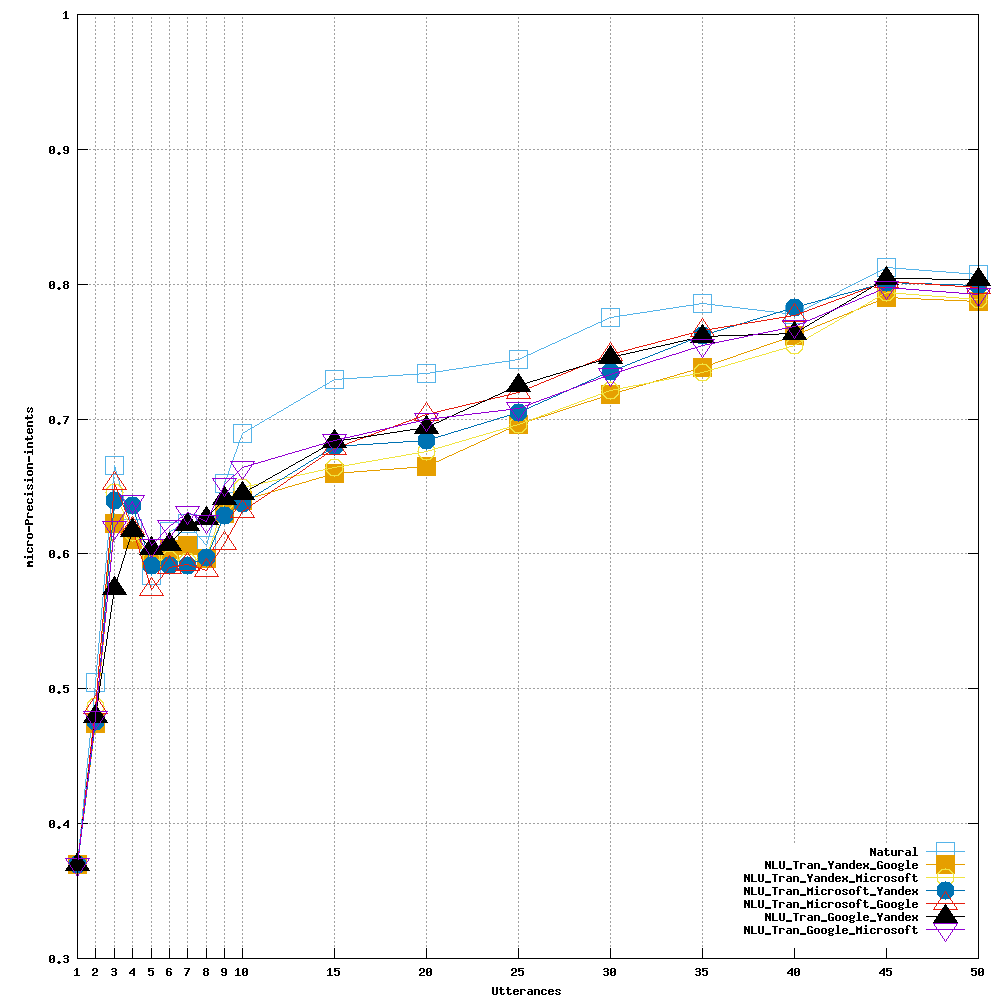 1
0.9
0.8
0.7
0.6
0.5
0.4
0.3
micro-Precision-intents
Natural
NLU_Tran_Yandex_Google
NLU_Tran_Yandex_Microsoft
NLU_Tran_Microsoft_Yandex
NLU_Tran_Microsoft_Google
NLU_Tran_Google_Yandex
NLU_Tran_Google_Microsoft
1 2 3 4 5 6 7 8 9 10 15 20 25 30 35 40 45 50
Utterances